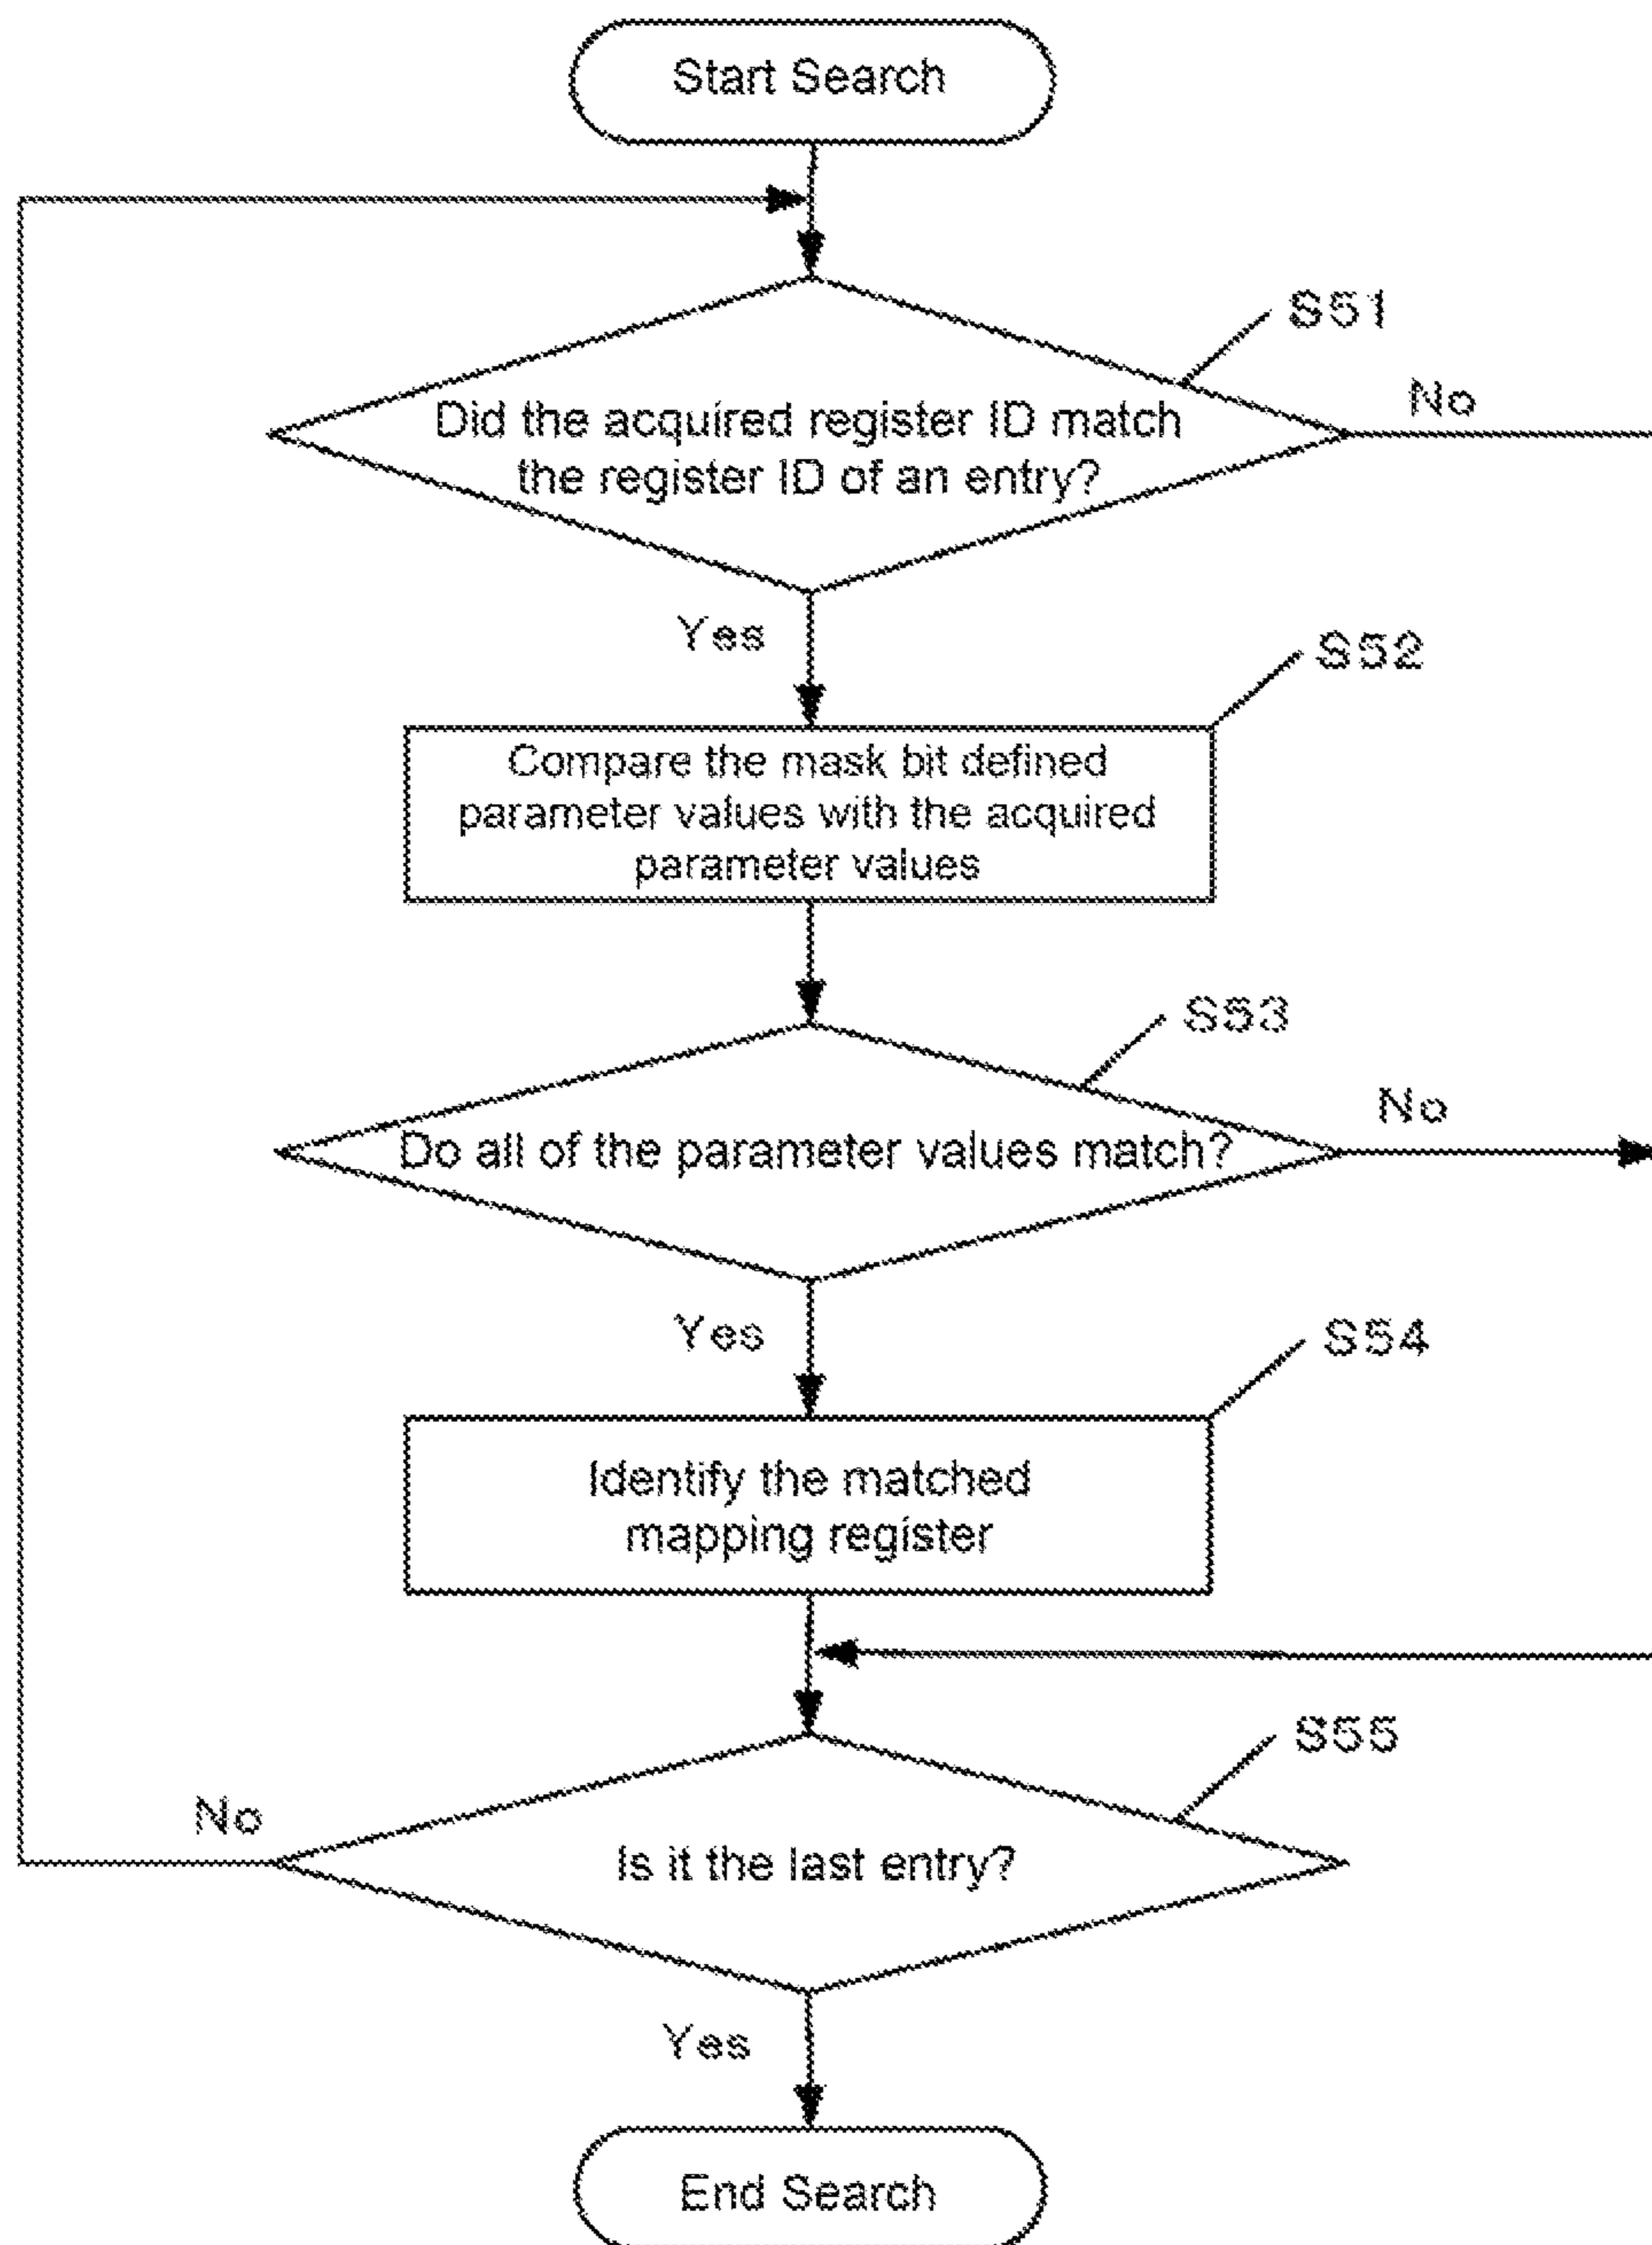 Start Search
S51
Did the acquired register ID match
the register ID of an entry?
No
Yes
S52
Compare the mask bit defined
parameter values with the acquired
parameter values
S53
Do all of the parameter values match?
No
Yes
S54
Identify the matched
mapping register
S55
Is it the last entry?
No
Yes
End Search